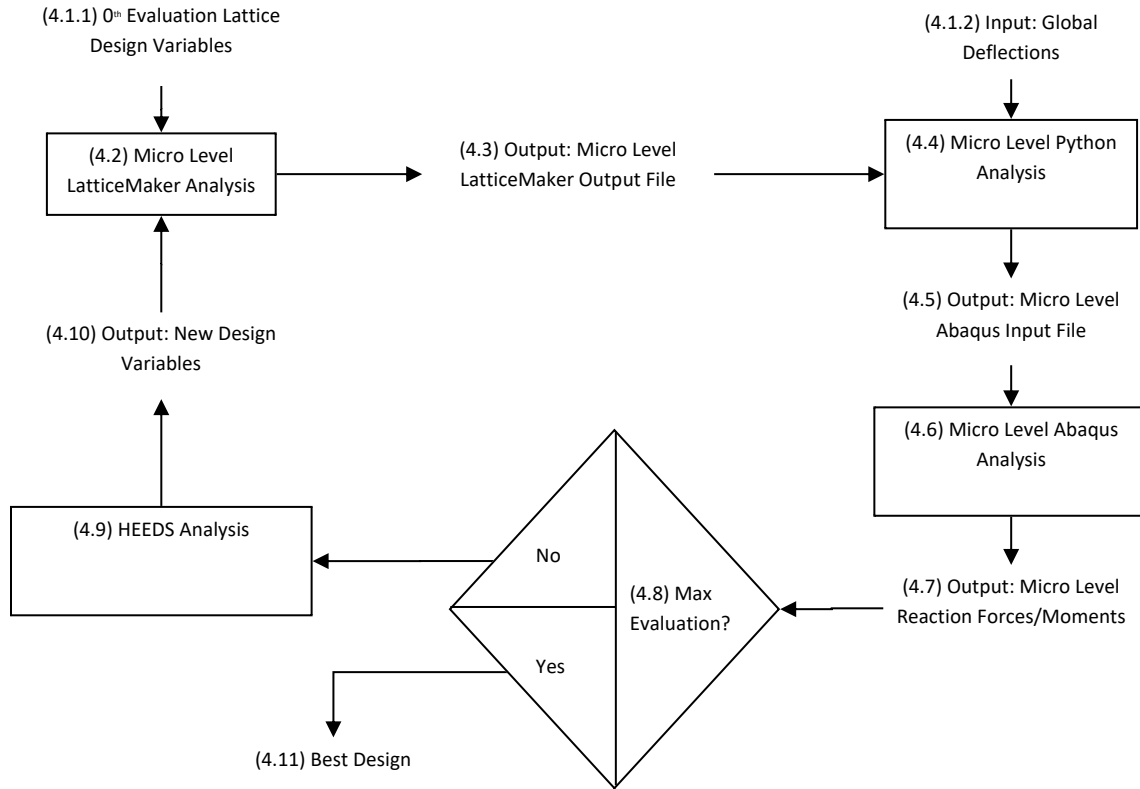 (4.1.1) 0th Evaluation Lattice
Design Variables
(4.1.2) Input: Global
Deflections
(4.2) Micro Level
LatticeMaker Analysis
(4.3) Output: Micro Level
LatticeMaker Output File
(4.4) Micro Level Python
Analysis
(4.5) Output: Micro Level
Abaqus Input File
(4.6) Micro Level Abaqus
Analysis
(4.7) Output: Micro Level
Reaction Forces/Moments
(4.8) Max
Evaluation?
No
Yes
(4.9) HEEDS Analysis
(4.10) Output: New Design
Variables
(4.11) Best Design